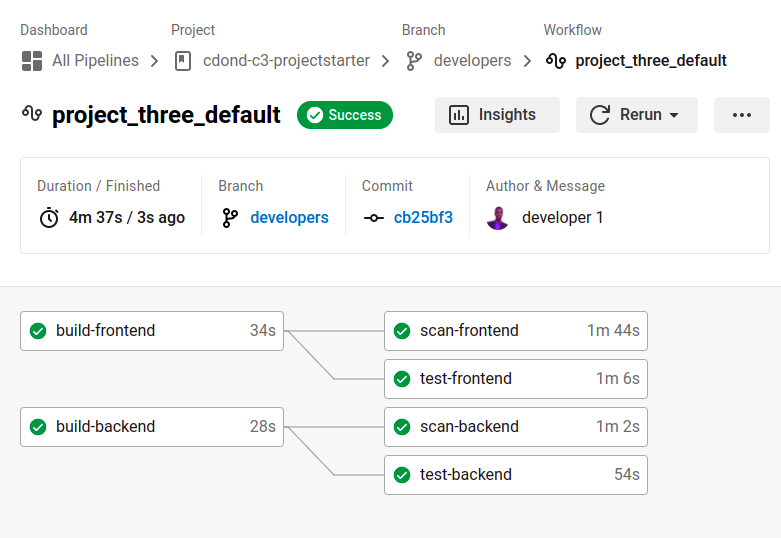 Dashboard Project Branch Workflow
All Pipelines cdond-c3-projectstarter developers project_three_default
project_three_default Success Insights Rerun
Duration / Finished Branch Commit Author & Message
4m 37s / 3s ago developers cb25bf3 developer 1
build-frontend 34s scan-frontend 1m 44s
test-frontend 1m 6s
build-backend 28s scan-backend 1m 2s
test-backend 54s